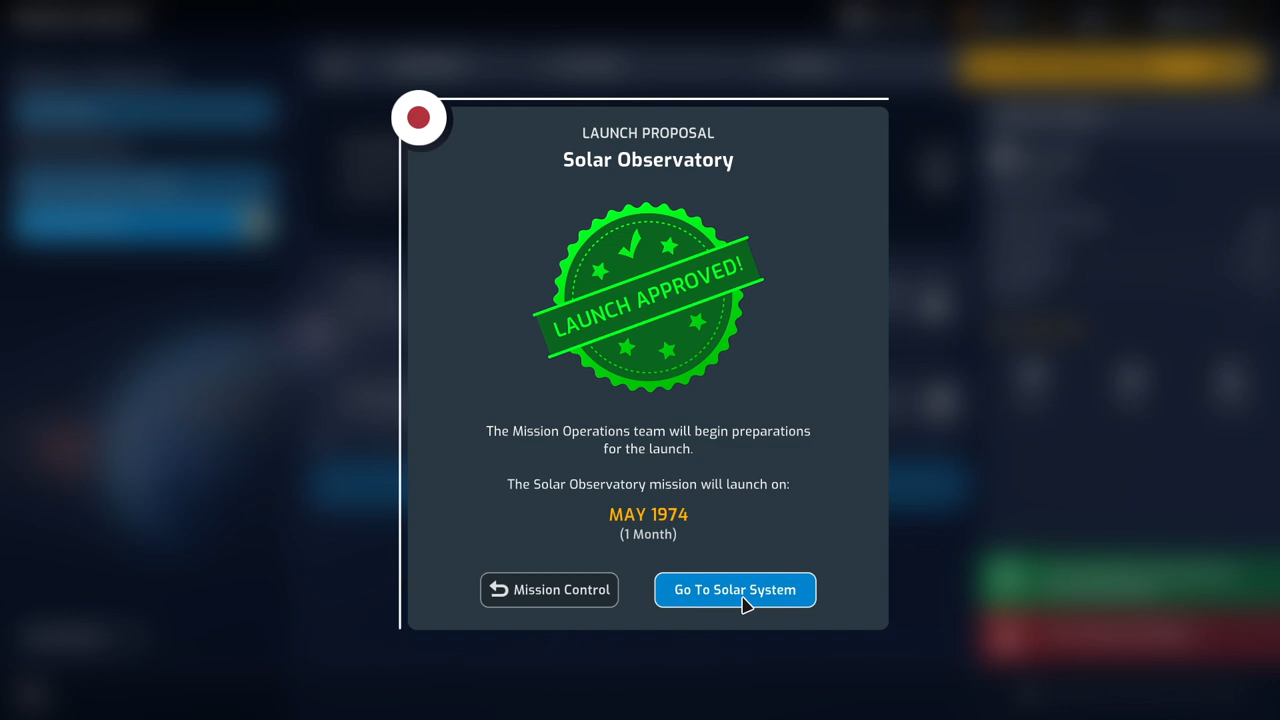 LAUNCH PROPOSAL
Solar Observatory
LAUNCH APPROVED!
The Mission Operations team will begin preparations
for the launch.
The Solar Observatory mission will launch on:
MAY 1974
(1 Month)
Mission Control
Go To Solar System